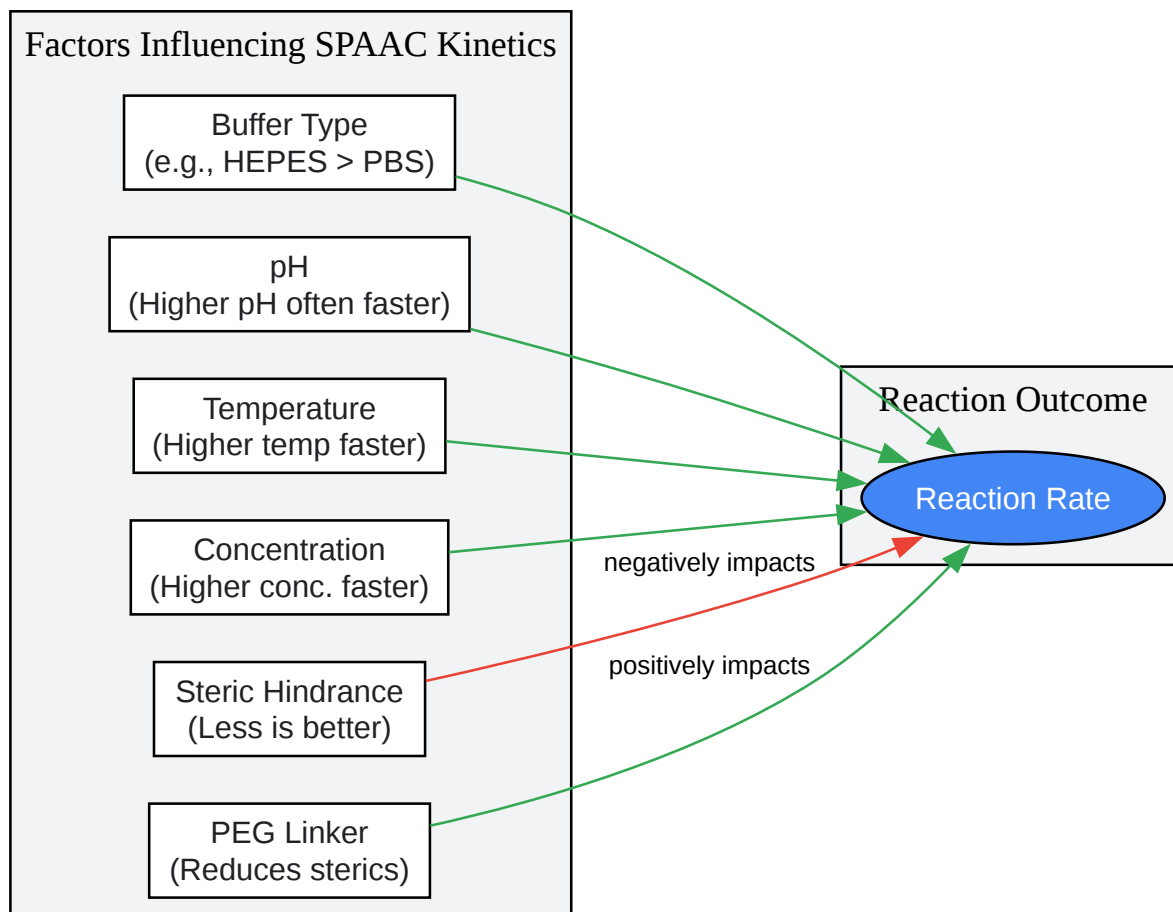 Factors Influencing SPAAC Kinetics
Buffer Type
(e.g., HEPES > PBS)
pH
(Higher pH often faster)
Temperature
(Higher temp faster)
Concentration
(Higher conc. faster)
Steric Hindrance
(Less is better)
PEG Linker
(Reduces sterics)
negatively impacts
positively impacts
Reaction Outcome
Reaction Rate